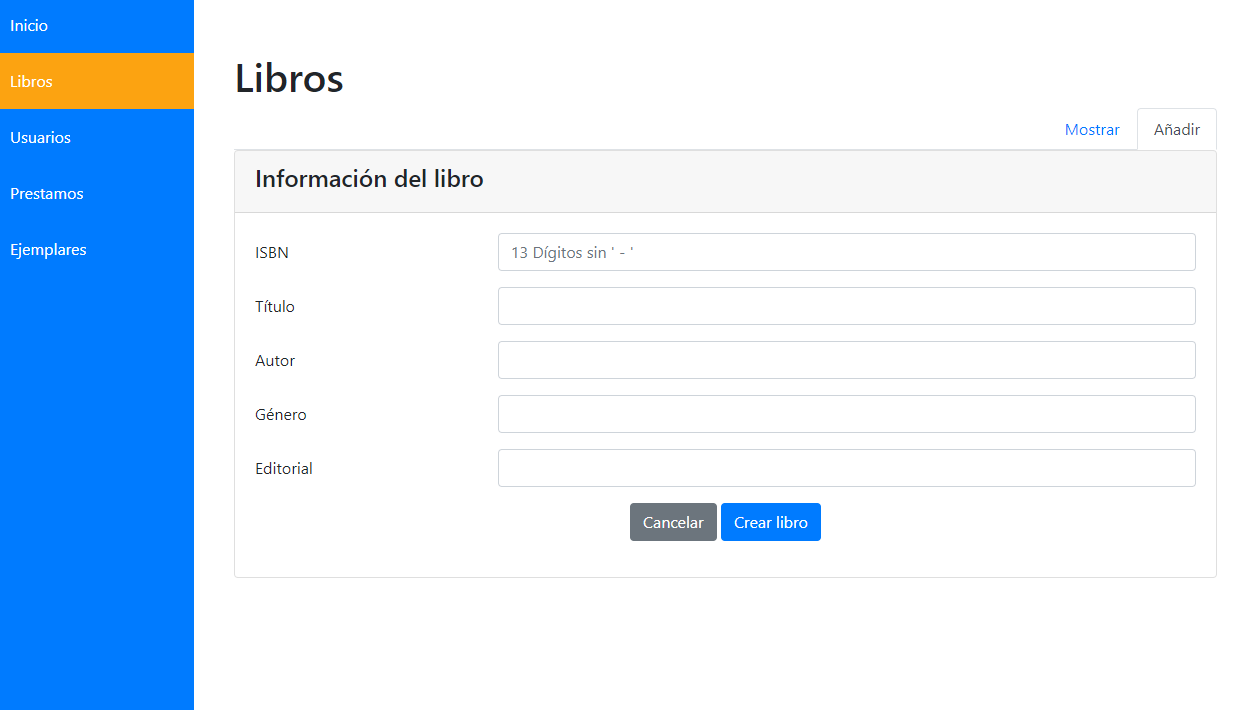 Inicio
Libros
Usuarios
Prestamos
Ejemplares
Libros
Mostrar
Añadir
Información del libro
ISBN
13 Dígitos sin ' - '
Título
Autor
Género
Editorial
Cancelar
Crear libro